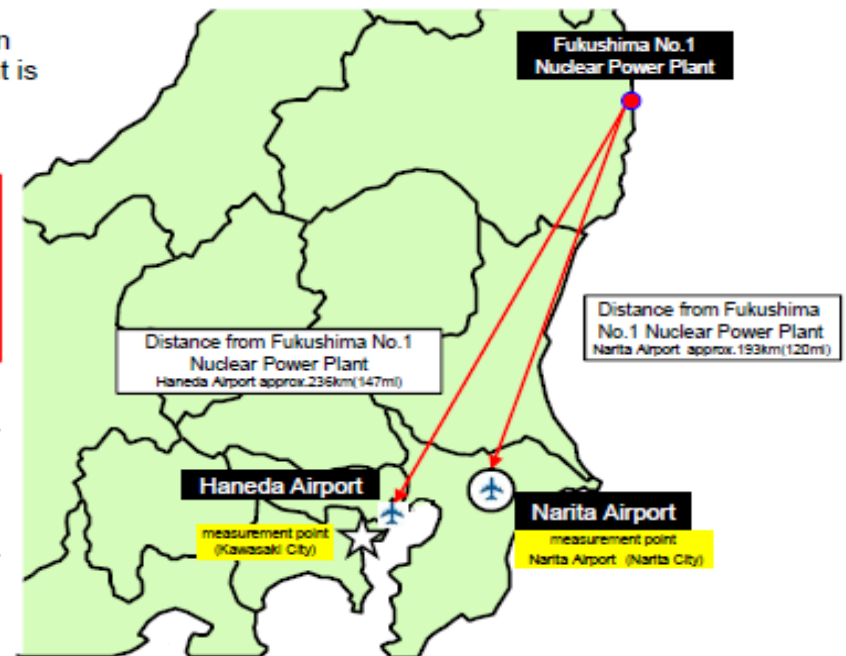 t is
Fukushima No.1
Nuclear Power Plant
Distance from Fukushima
No.1 Nuclear Power Plant
Narita Airport approx.193km(120mi)
Distance from Fukushima No.1
Nuclear Power Plant
Haneda Airport approx.236km(147mi)
Haneda Airport
measurement point
(Kawasaki City)
Narita Airport
measurement point
Narita Airport (Narita City)